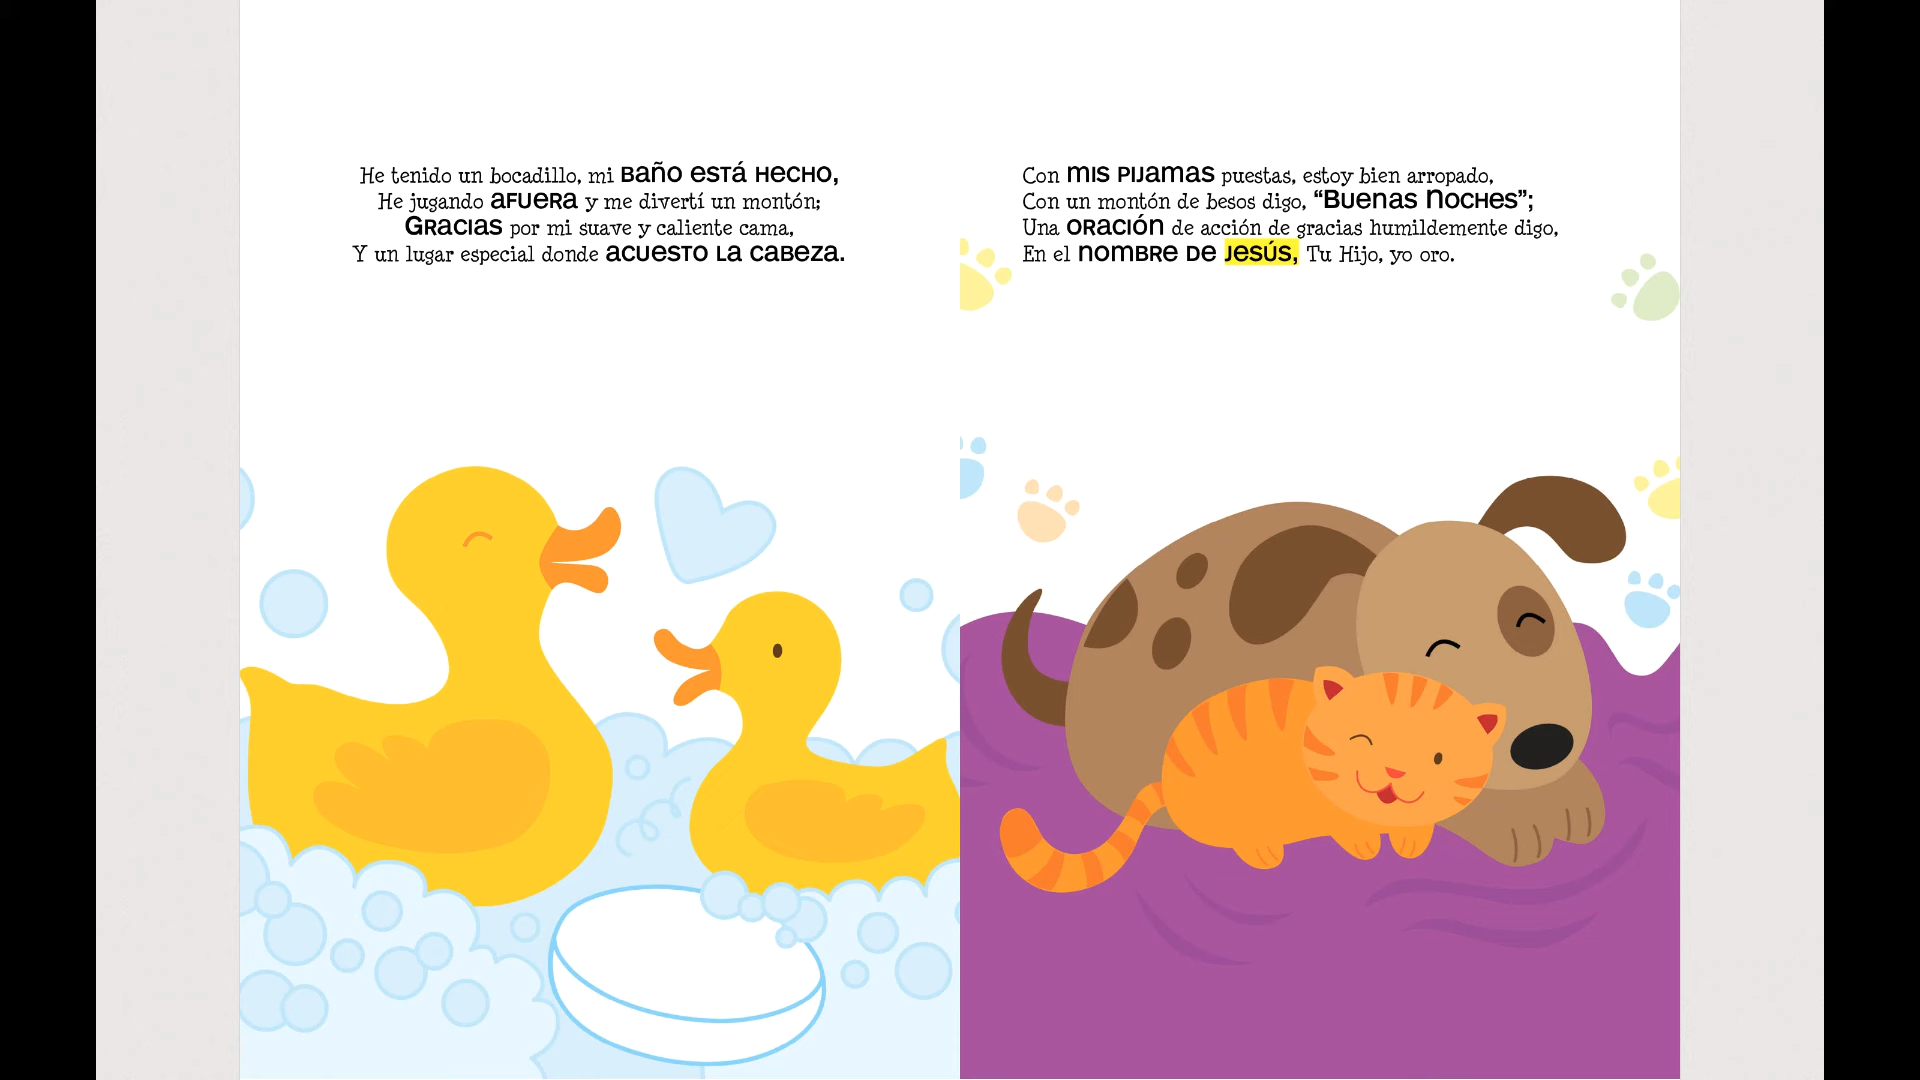 He tenido un bocadillo, mi baño está hecho,
He jugando afuera y me divertí un montón;
Gracias por mi suave y caliente cama,
Y un lugar especial donde acuesto la cabeza.
Con mis pijamas puestas, estoy bien arropado,
Con un montón de besos digo, “Buenas Noches”;
Una oración de acción de gracias humildemente digo,
En el nombre de Jesús, Tu Hijo, yo oro.